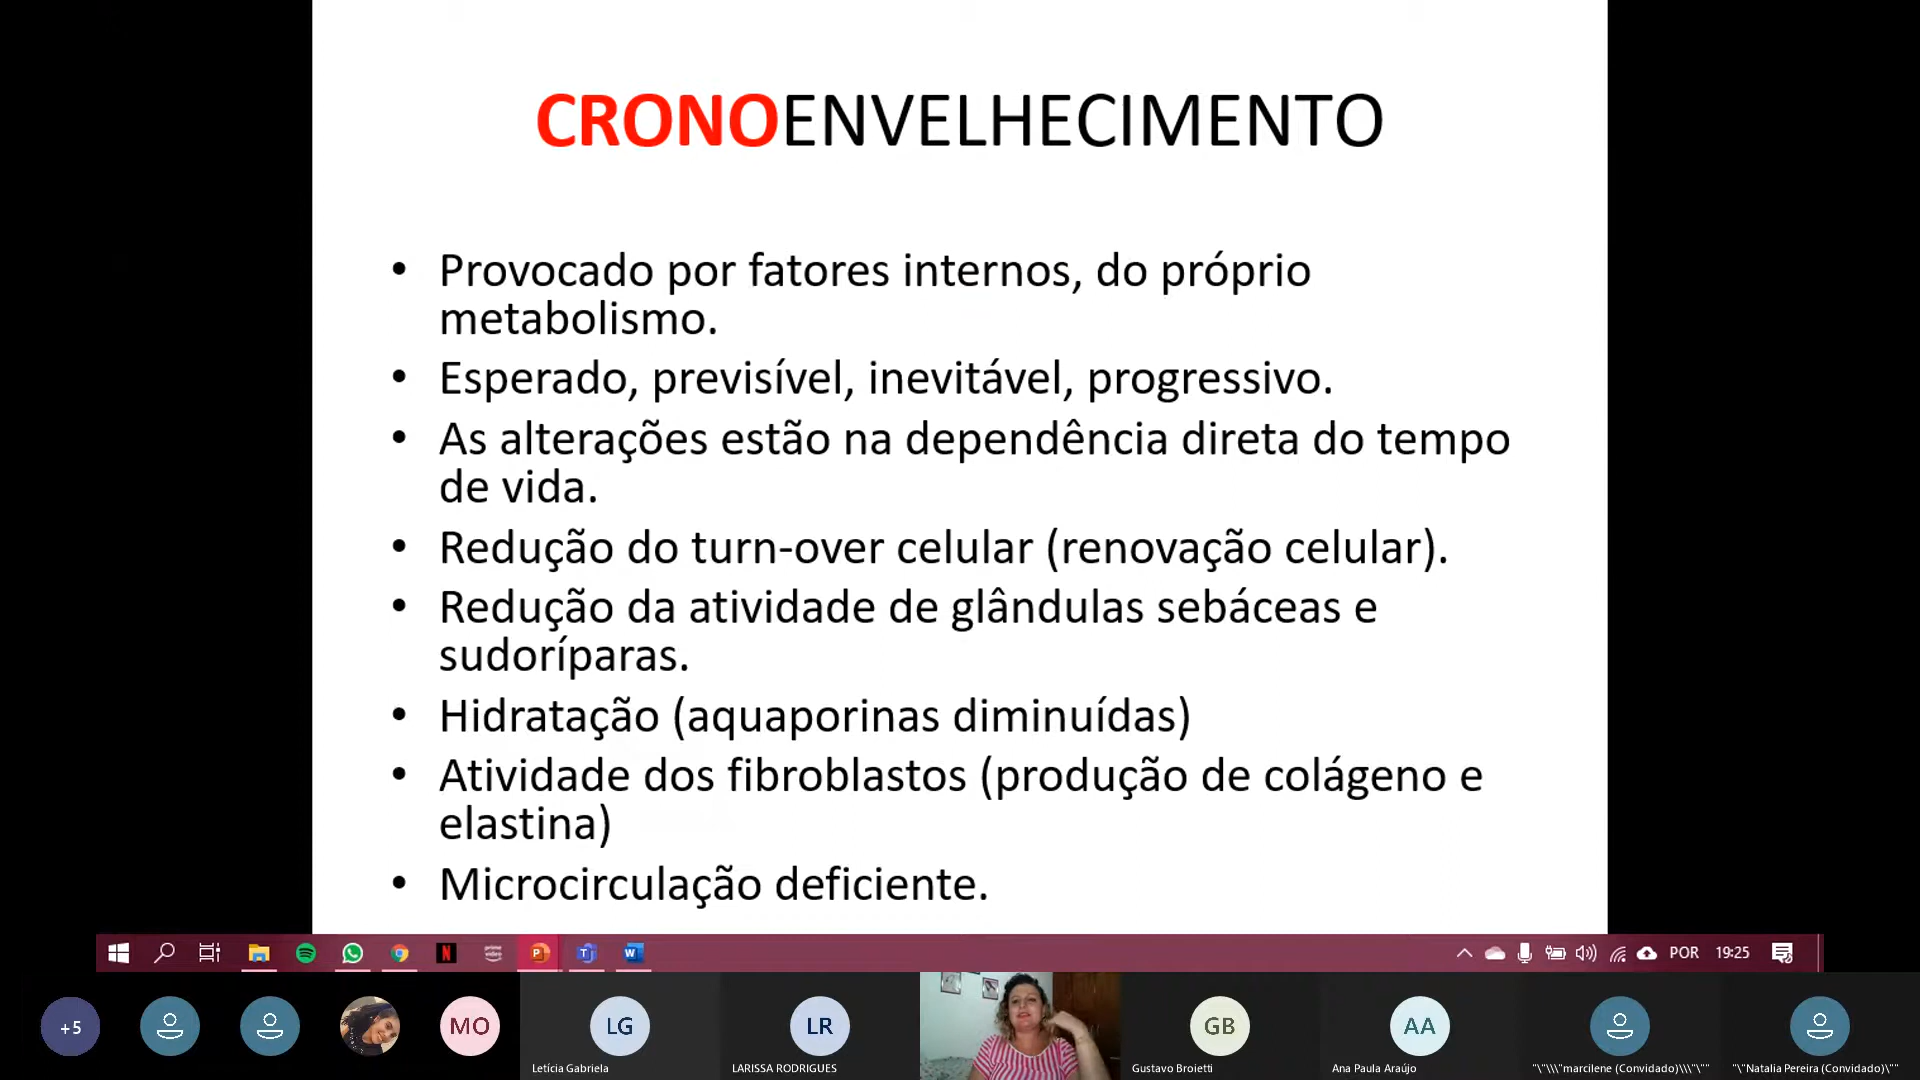 CRONOENVELHECIMENTO
• Provocado por fatores internos, do próprio
metabolismo.
• Esperado, previsível, inevitável, progressivo.
• As alterações estão na dependência direta do tempo
de vida.
• Redução do turn-over celular (renovação celular).
• Redução da atividade de glândulas sebáceas e
sudoríparas.
• Hidratação (aquaporinas diminuídas)
• Atividade dos fibroblastos (produção de colágeno e
elastina)
• Microcirculação deficiente.
POR 19:25
+5 MO LG LR GB AA
Letícia Gabriela LARISSA RODRIGUES Gustavo Broietti Ana Paula Araújo "\"\\\"marcilene (Convidado)\\\"\"" "\"Natalia Pereira (Convidado)\""